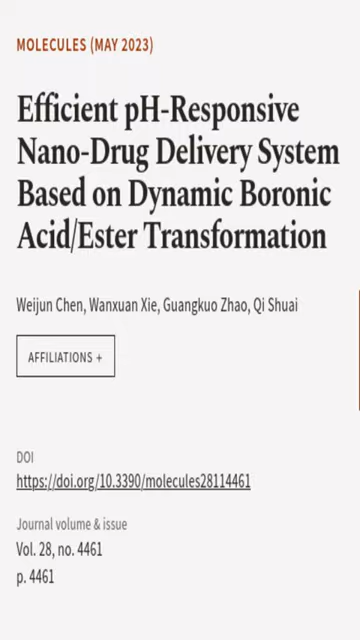 MOLECULES (MAY 2023)
Efficient pH-Responsive
Nano-Drug Delivery System
Based on Dynamic Boronic
Acid/Ester Transformation
Weijun Chen, Wanxuan Xie, Guangkuo Zhao, Qi Shuai
AFFILIATIONS +
DOI
https://doi.org/10.3390/molecules28114461
Journal volume & issue
Vol. 28, no. 4461
p. 4461